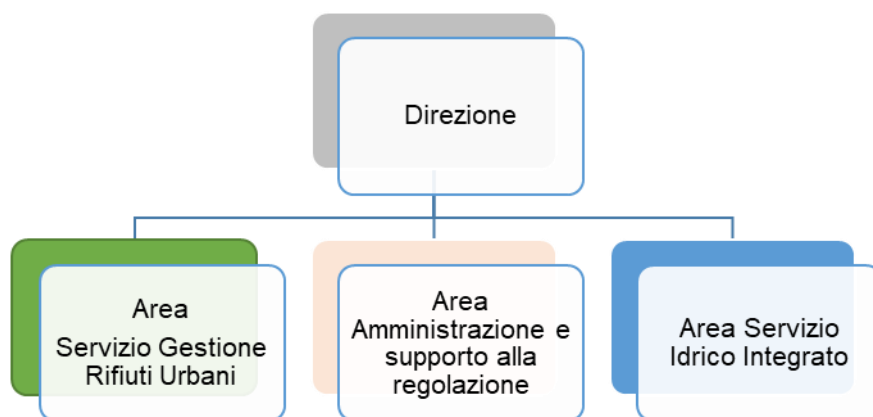 Direzione
Area
Servizio Gestione
Rifiuti Urbani
Area
Amministrazione e
supporto alla
regolazione
Area Servizio
Idrico Integrato